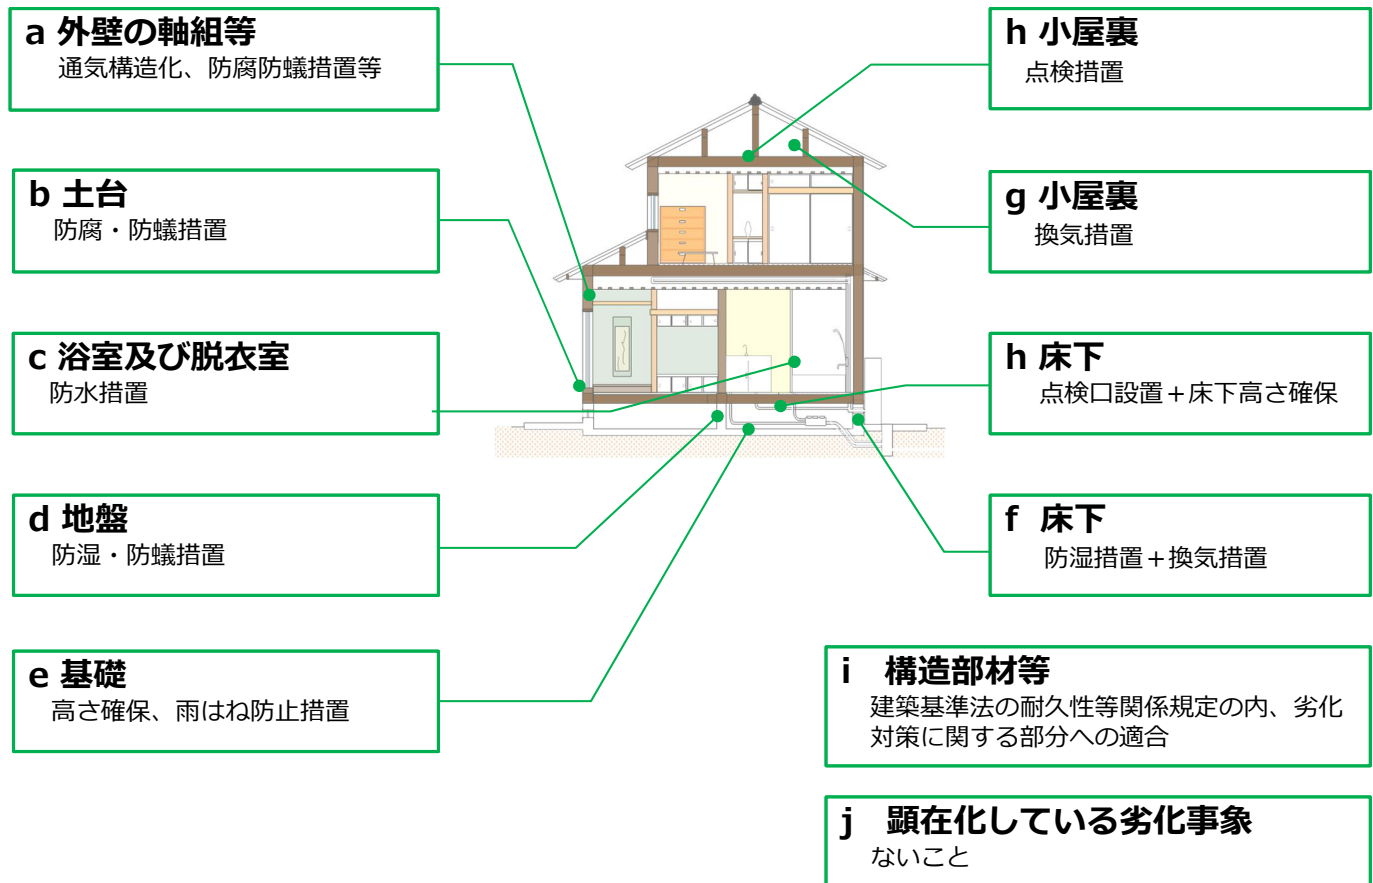 a 外壁の軸組等
通気構造化、防腐防蟻措置等
b 土台
防腐・防蟻措置
c 浴室及び脱衣室
防水措置
d 地盤
防湿・防蟻措置
e 基礎
高さ確保、雨はね防止措置
h 小屋裏
点検措置
g 小屋裏
換気措置
h 床下
点検口設置＋床下高さ確保
f 床下
防湿措置＋換気措置
i 構造部材等
建築基準法の耐久性等関係規定の内、劣化
対策に関する部分への適合
j 顕在化している劣化事象
ないこと